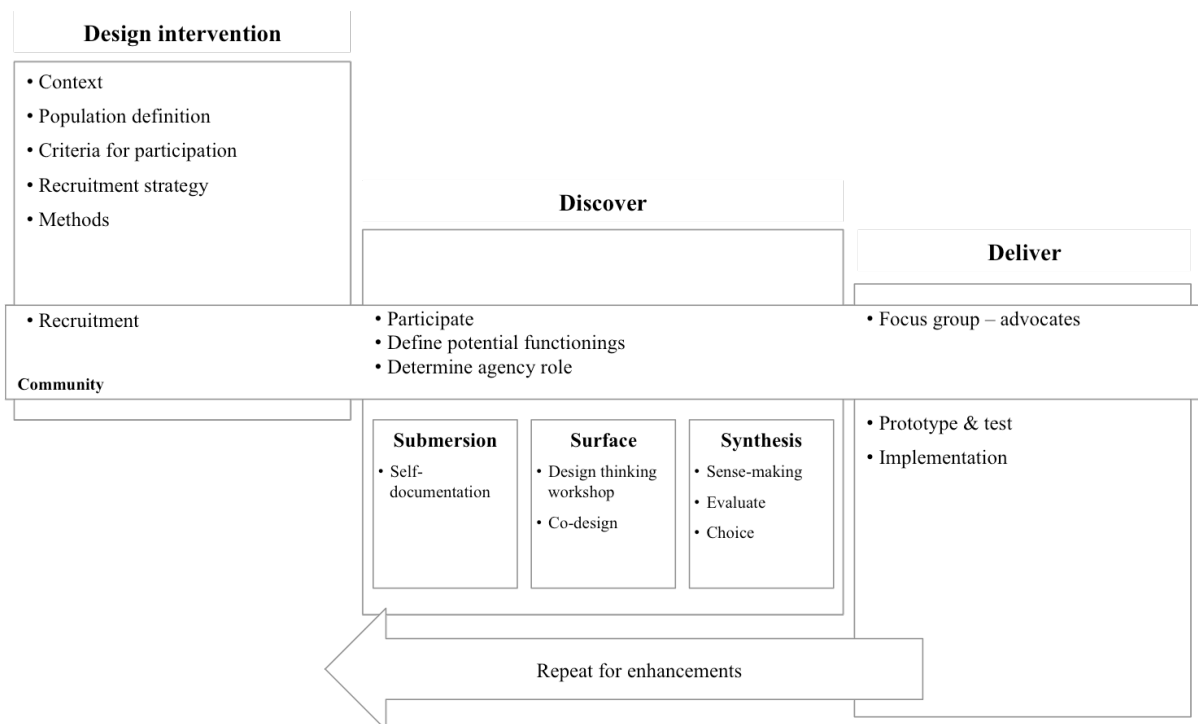 Design intervention
• Context
• Population definition
• Criteria for participation
• Recruitment strategy
• Methods
• Recruitment
Community
Discover
• Participate
• Define potential functionings
• Determine agency role
Submersion
• Self-
documentation
Surface
• Design thinking
workshop
• Co-design
Synthesis
• Sense-making
• Evaluate
• Choice
Deliver
• Focus group – advocates
• Prototype & test
• Implementation
Repeat for enhancements